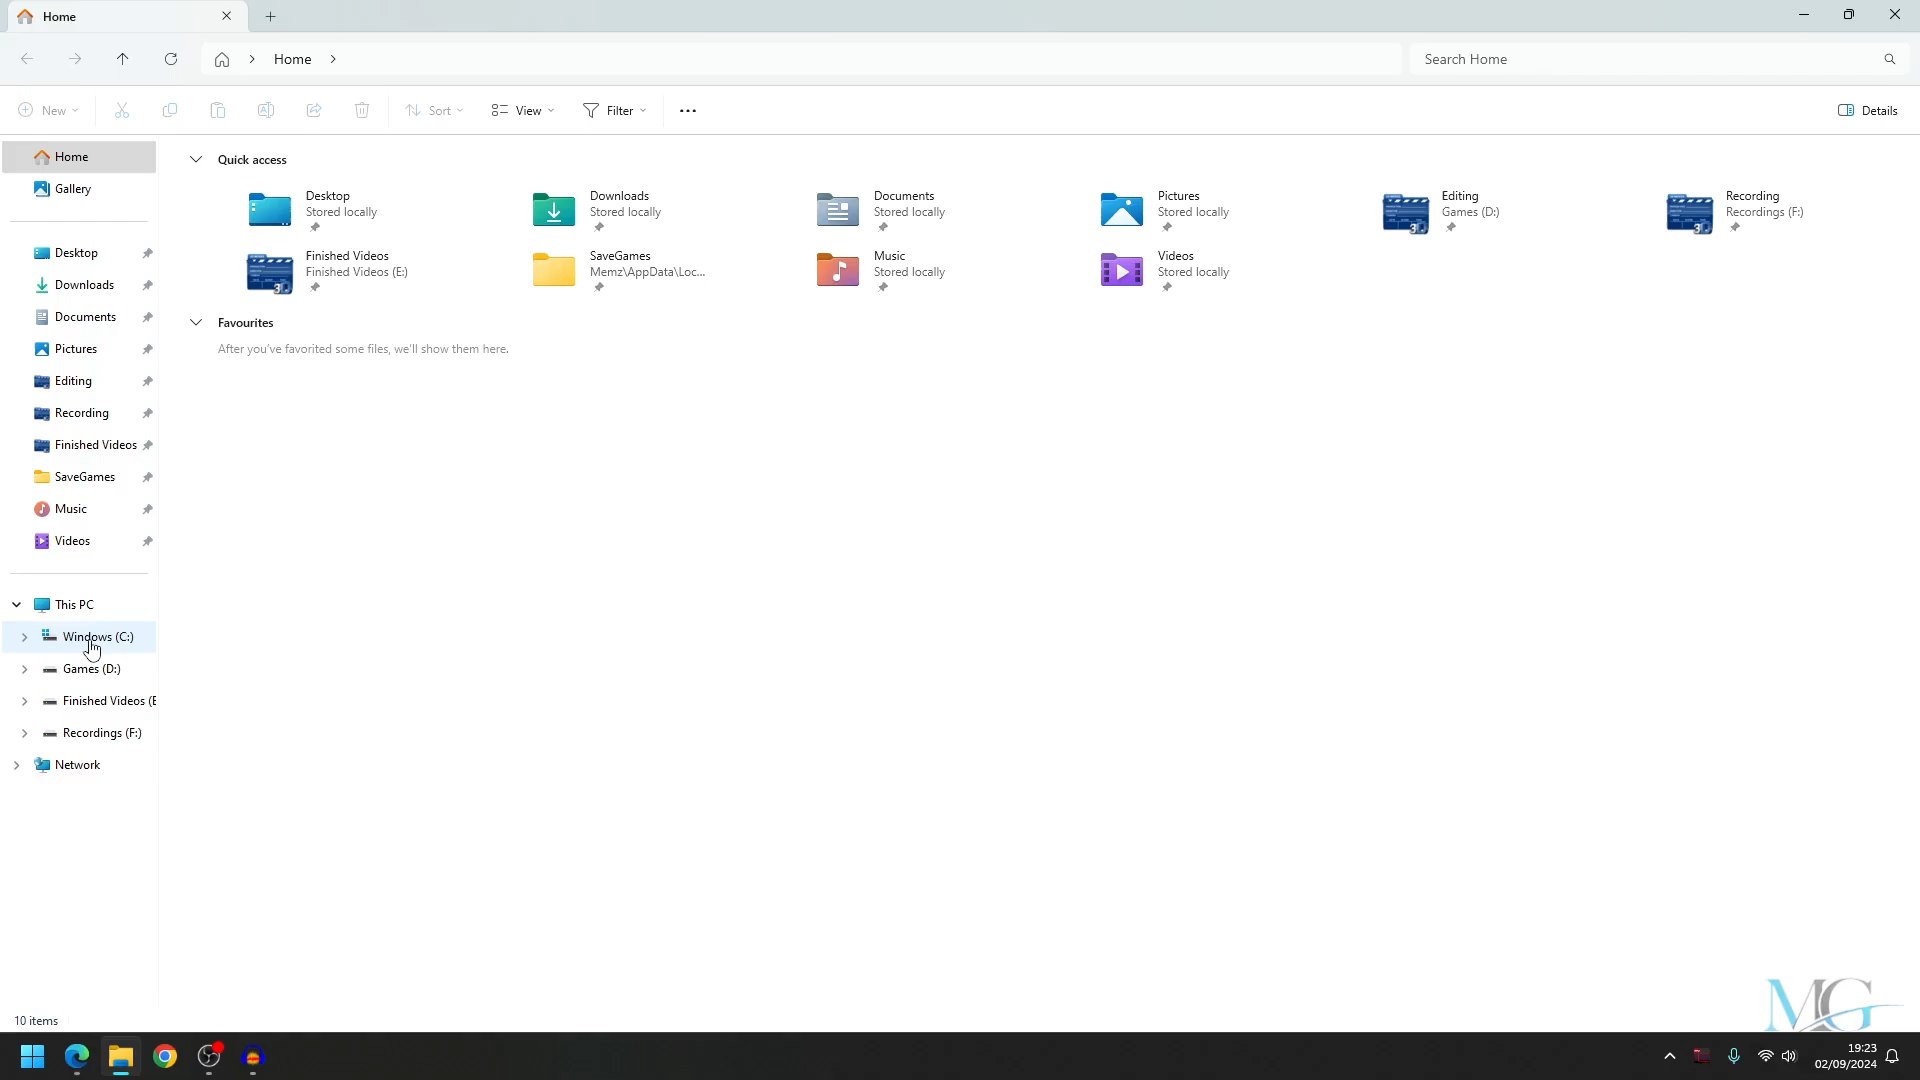 Home
Home
Search Home
New
Sort
View
Filter
Details
Home
Gallery
Desktop
Downloads
Documents
Pictures
Editing
Recording
Finished Videos
SaveGames
Music
Videos
This PC
Windows (C:)
Games (D:)
Finished Videos (E
Recordings (F:)
Network
Quick access
Desktop
Stored locally
Downloads
Stored locally
Documents
Stored locally
Pictures
Stored locally
Editing
Games (D:)
Recording
Recordings (F:)
Finished Videos
Finished Videos (E:)
SaveGames
Memz\AppData\Loc...
Music
Stored locally
Videos
Stored locally
Favourites
After you've favorited some files, we'll show them here.
10 items
MG
19:23
02/09/2024